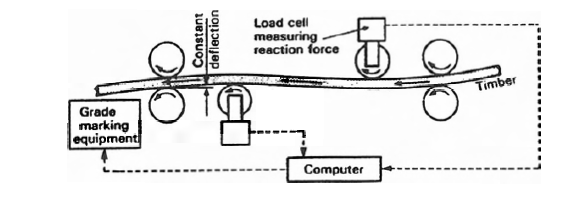 Constant
deflection
Load cell
measuring
reaction force
Timber
Grade
marking
equipment
Computer